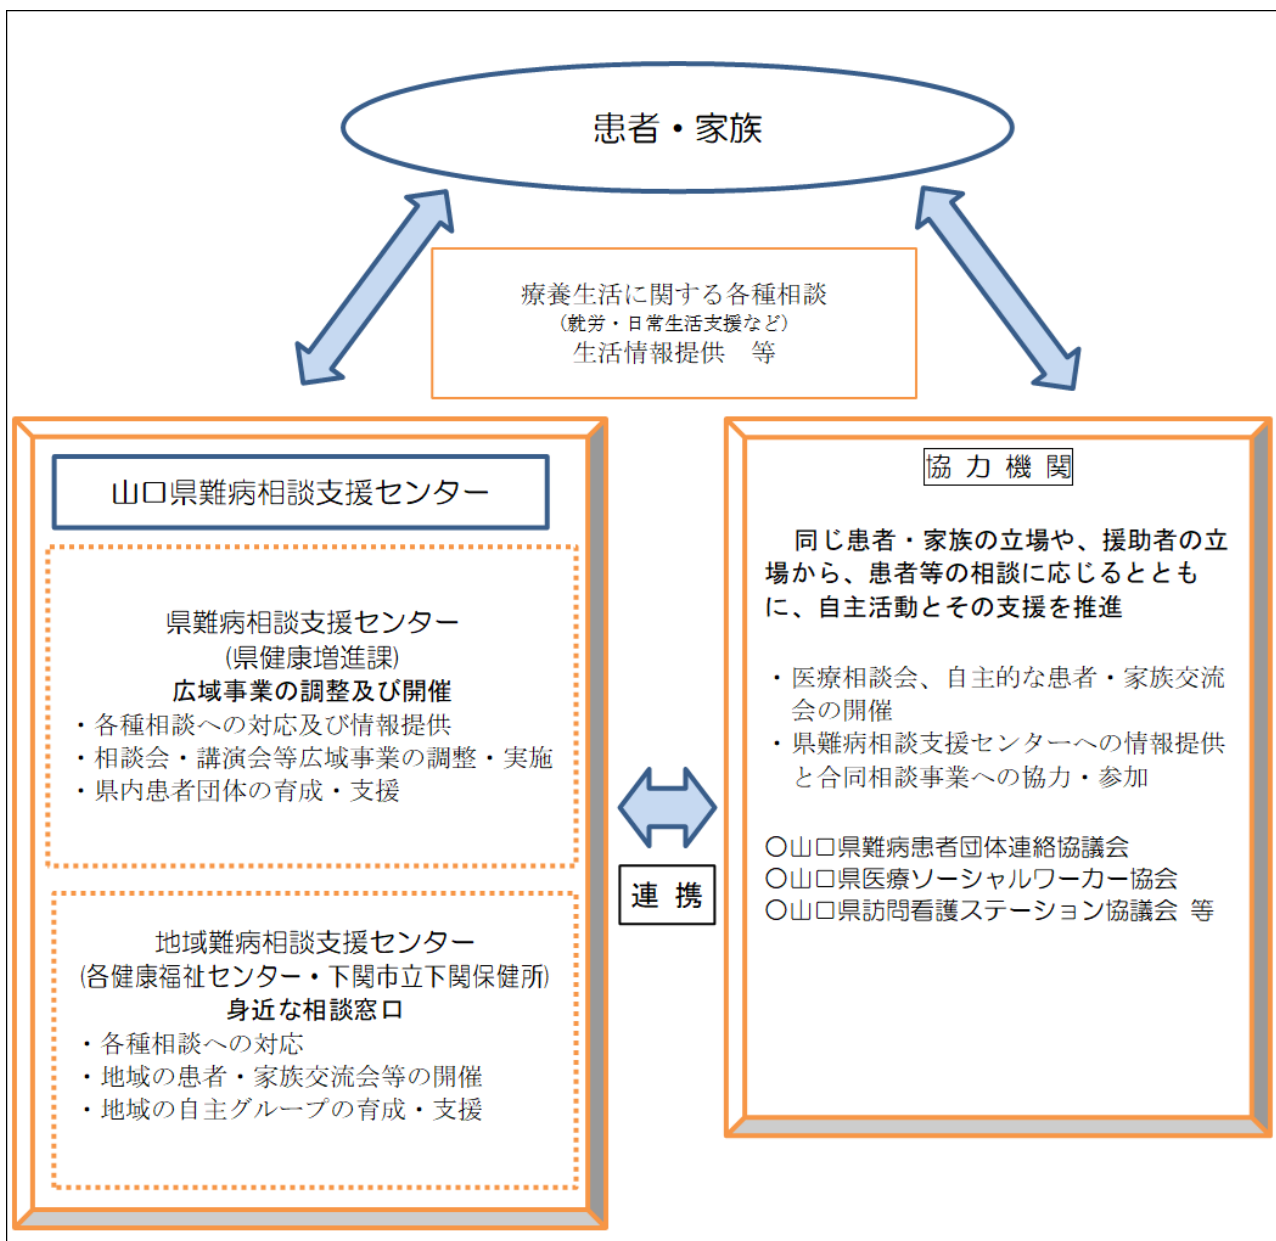 患者・家族
療養生活に関する各種相談
(就労・日常生活支援など)
生活情報提供　等
山口県難病相談支援センター
県難病相談支援センター
(県健康増進課)
広域事業の調整及び開催
・各種相談への対応及び情報提供
・相談会・講演会等広域事業の調整・実施
・県内患者団体の育成・支援
地域難病相談支援センター
(各健康福祉センター・下関市立下関保健所)
身近な相談窓口
・各種相談への対応
・地域の患者・家族交流会等の開催
・地域の自主グループの育成・支援
連 携
協 力 機 関
同じ患者・家族の立場や、援助者の立
場から、患者等の相談に応じるととも
に、自主活動とその支援を推進
・医療相談会、自主的な患者・家族交流
会の開催
・県難病相談支援センターへの情報提供
と合同相談事業への協力・参加
〇山口県難病患者団体連絡協議会
〇山口県医療ソーシャルワーカー協会
〇山口県訪問看護ステーション協議会 等